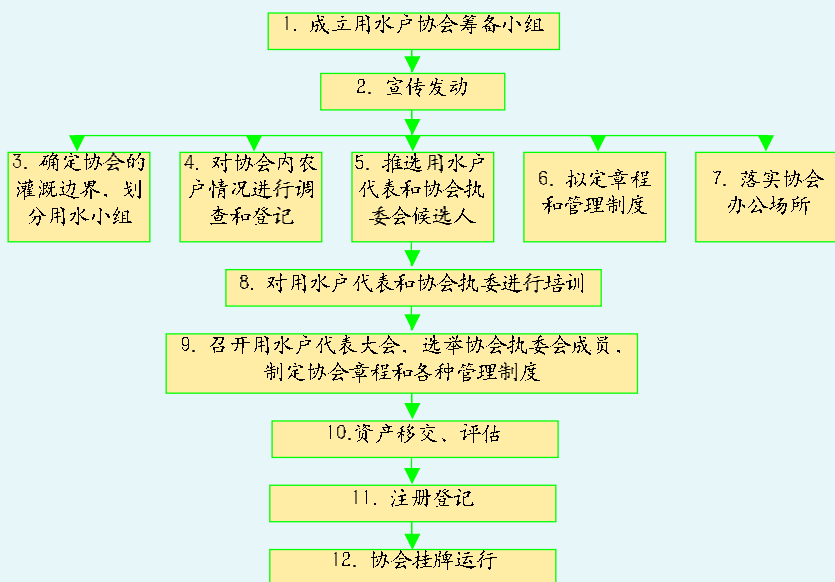 1. 成立用水户协会筹备小组
2. 宣传发动
3. 确定协会的
灌溉边界、划
分用水小组
4. 对协会内农
户情况进行调
查和登记
5. 推选用水户
代表和协会执
委会候选人
6. 拟定章程
和管理制度
7. 落实协会
办公场所
8. 对用水户代表和协会执委进行培训
9. 召开用水户代表大会，选举协会执委会成员，
制定协会章程和各种管理制度
10.资产移交、评估
11. 注册登记
12. 协会挂牌运行